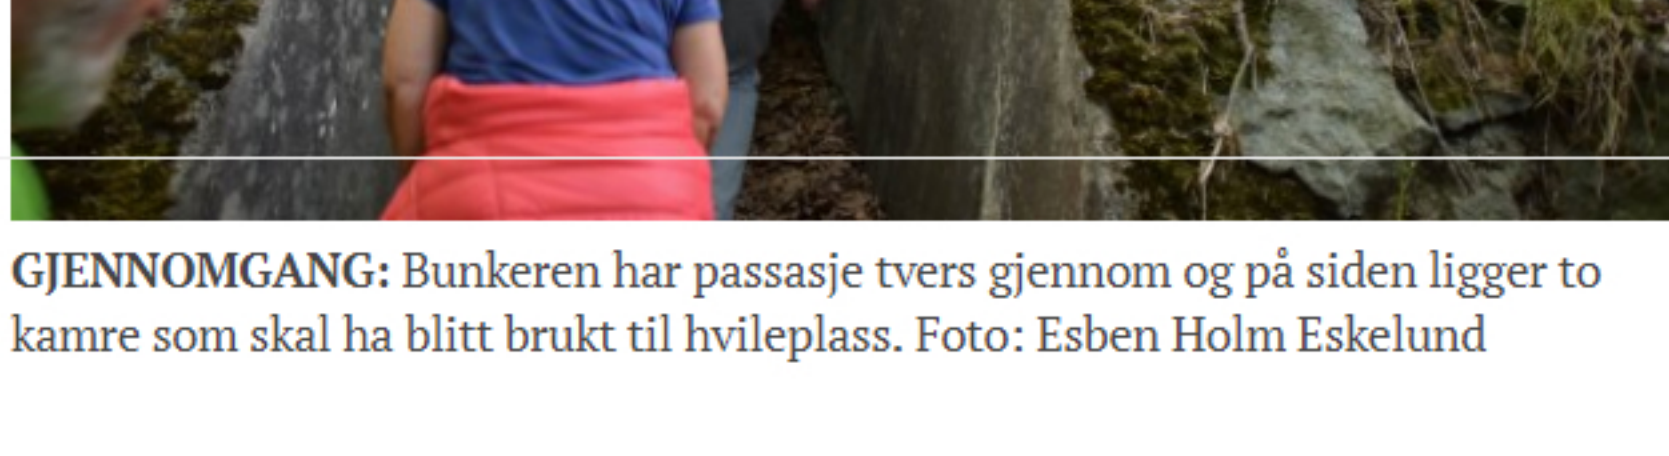 GJENNOMGANG: Bunkeren har passasje tvers gjennom og på siden ligger to
kamre som skal ha blitt brukt til hvileplass. Foto: Esben Holm Eskelund